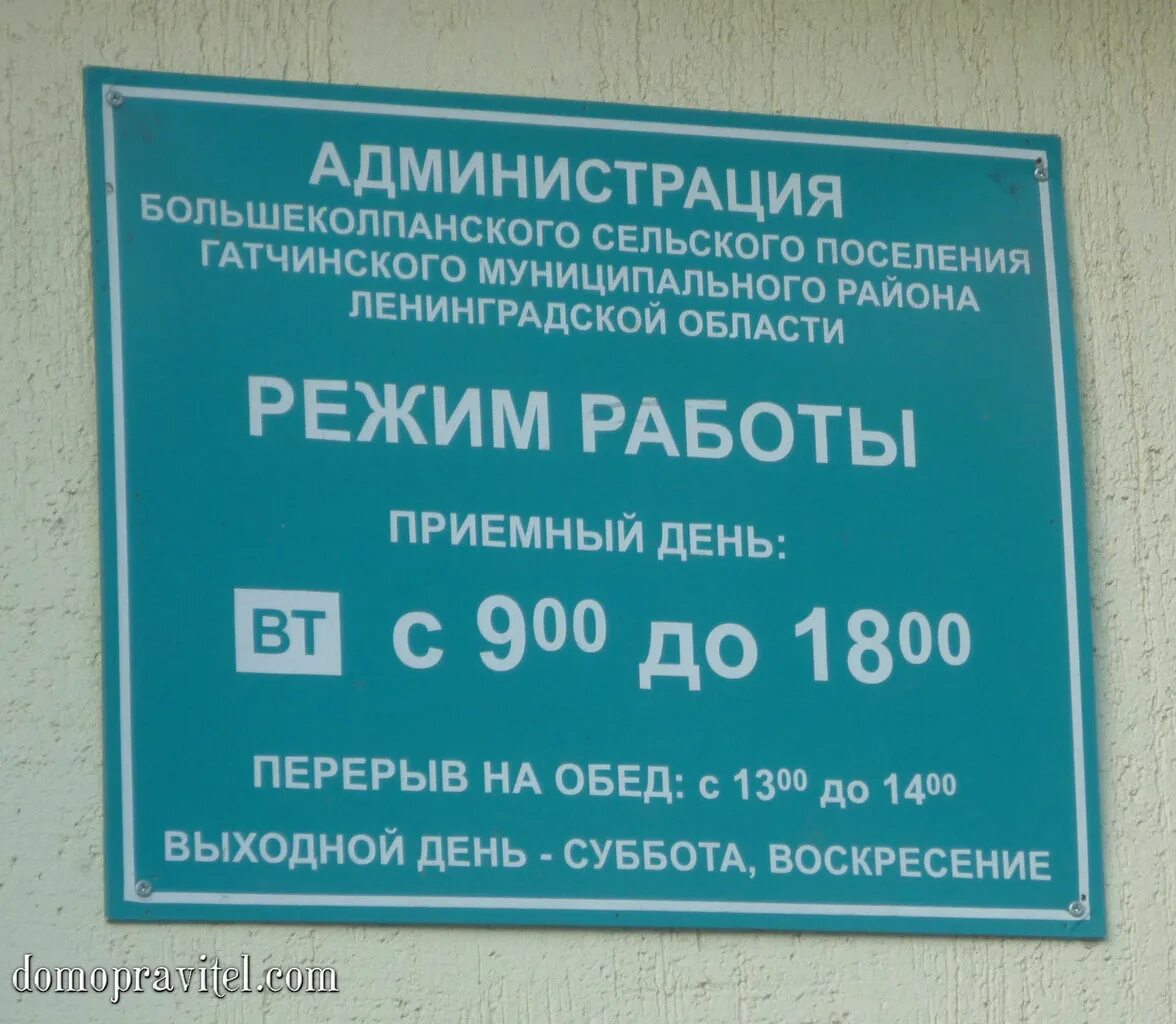 АДМИНИСТРАЦИЯ
БОЛЬШЕКОЛПАНСКОГО СЕЛЬСКОГО ПОСЕЛЕНИЯ
ГАТЧИНСКОГО МУНИЦИПАЛЬНОГО РАЙОНА
ЛЕНИНГРАДСКОЙ ОБЛАСТИ
РЕЖИМ РАБОТЫ
ПРИЕМНЫЙ ДЕНЬ:
ВТ с 9⁰⁰ до 18⁰⁰
ПЕРЕРЫВ НА ОБЕД: с 13⁰⁰ до 14⁰⁰
ВЫХОДНОЙ ДЕНЬ - СУББОТА, ВОСКРЕСЕНИЕ
domopravitel.com